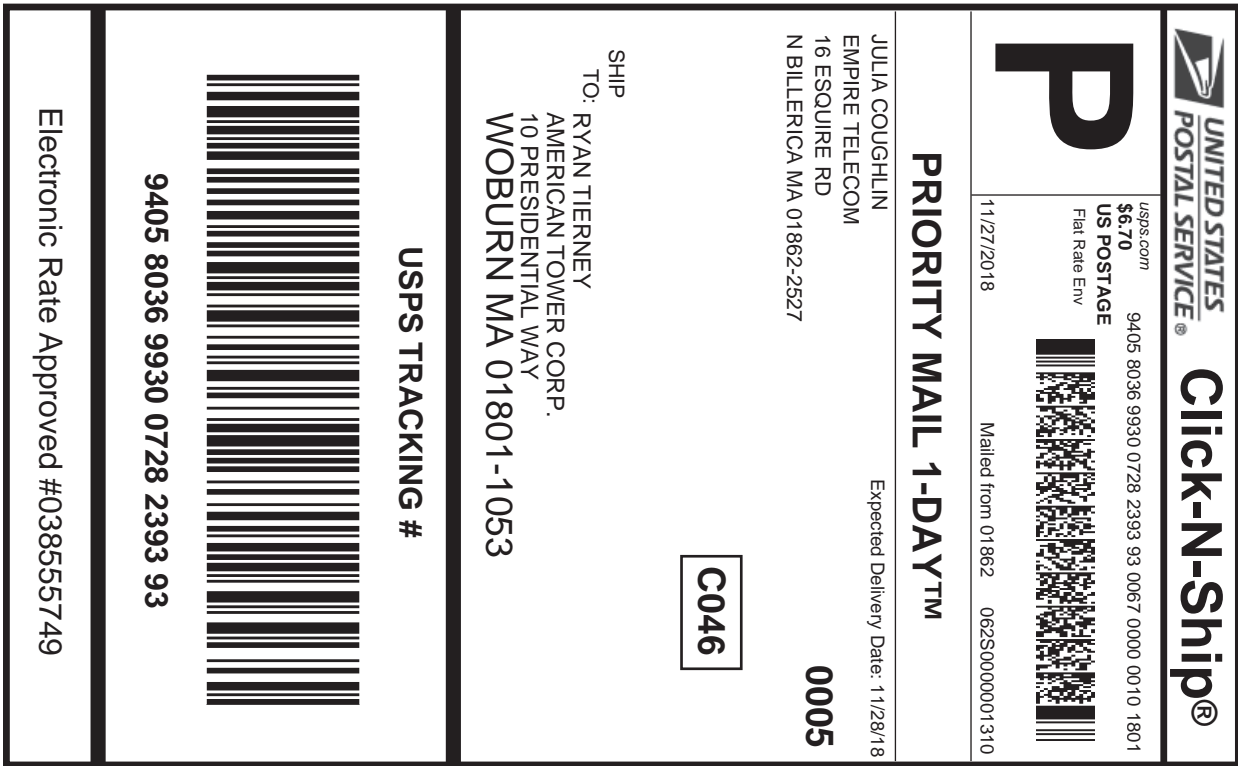 UNITED STATES
POSTAL SERVICE ®
Click-N-Ship®
P
usps.com
$6.70
US POSTAGE
Flat Rate Env
9405 8036 9930 0728 2393 93 0067 0000 0010 1801
11/27/2018 Mailed from 01862 062S0000001310
PRIORITY MAIL 1-DAY™
JULIA COUGHLIN
EMPIRE TELECOM
16 ESQUIRE RD
N BILLERICA MA 01862-2527
Expected Delivery Date: 11/28/18
0005
C046
SHIP
TO: RYAN TIERNEY
AMERICAN TOWER CORP.
10 PRESIDENTIAL WAY
WOBURN MA 01801-1053
USPS TRACKING #
9405 8036 9930 0728 2393 93
Electronic Rate Approved #038555749